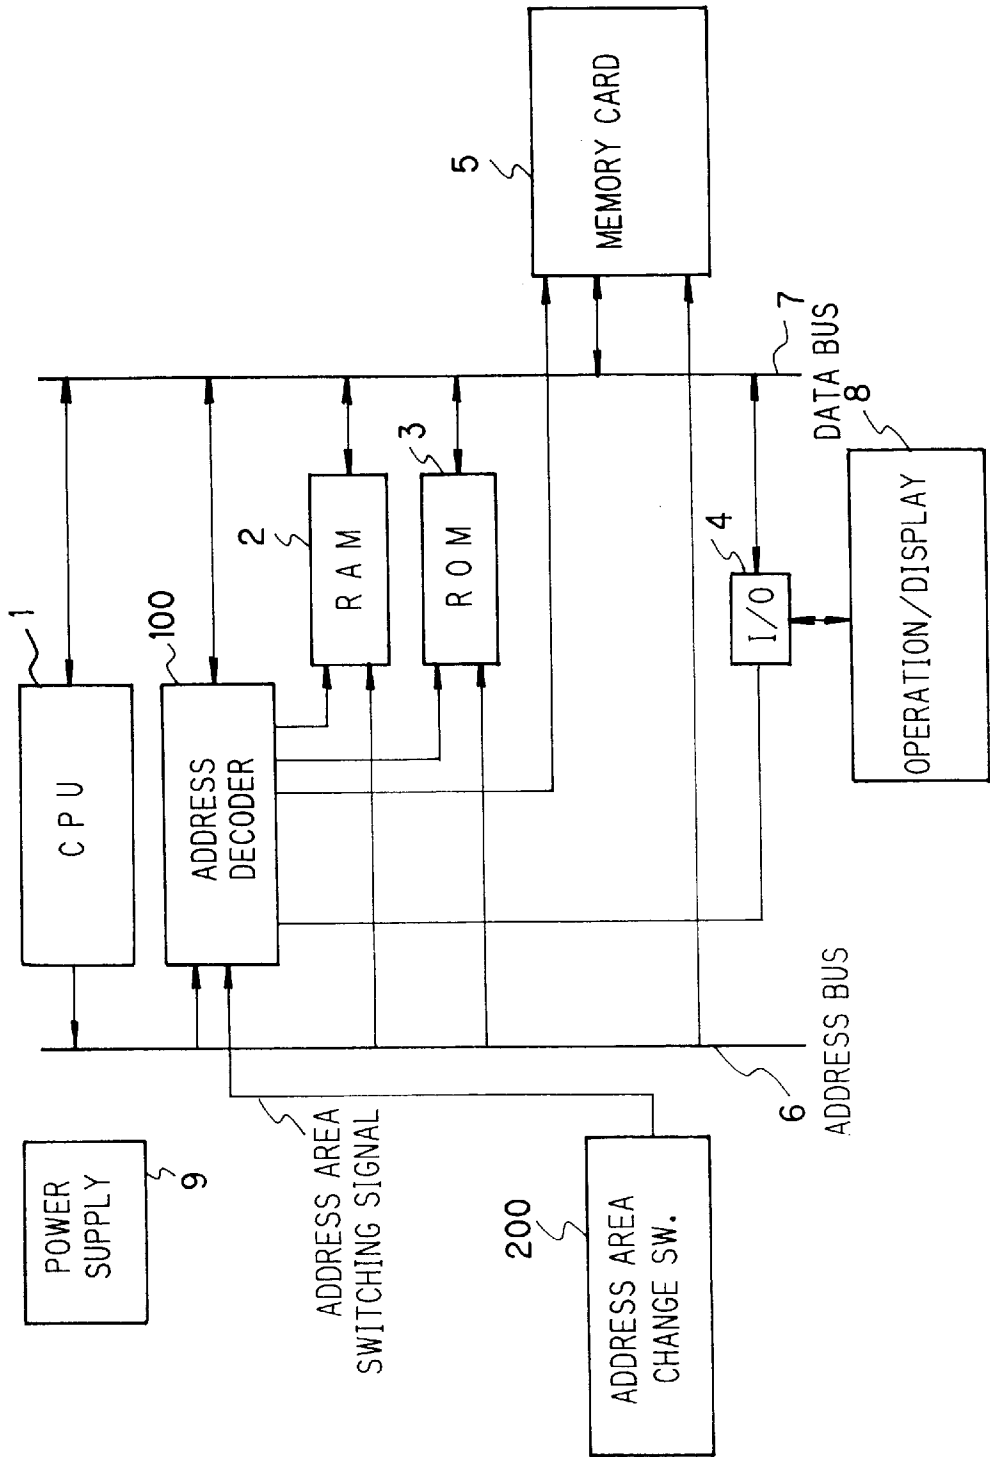 POWER
SUPPLY
9
CPU
1
ADDRESS
DECODER
100
ADDRESS AREA
SWITCHING SIGNAL
RAM
2
ROM
3
MEMORY CARD
5
ADDRESS AREA
CHANGE SW.
200
6
ADDRESS BUS
I/O
4
7
DATA BUS
OPERATION/DISPLAY
8